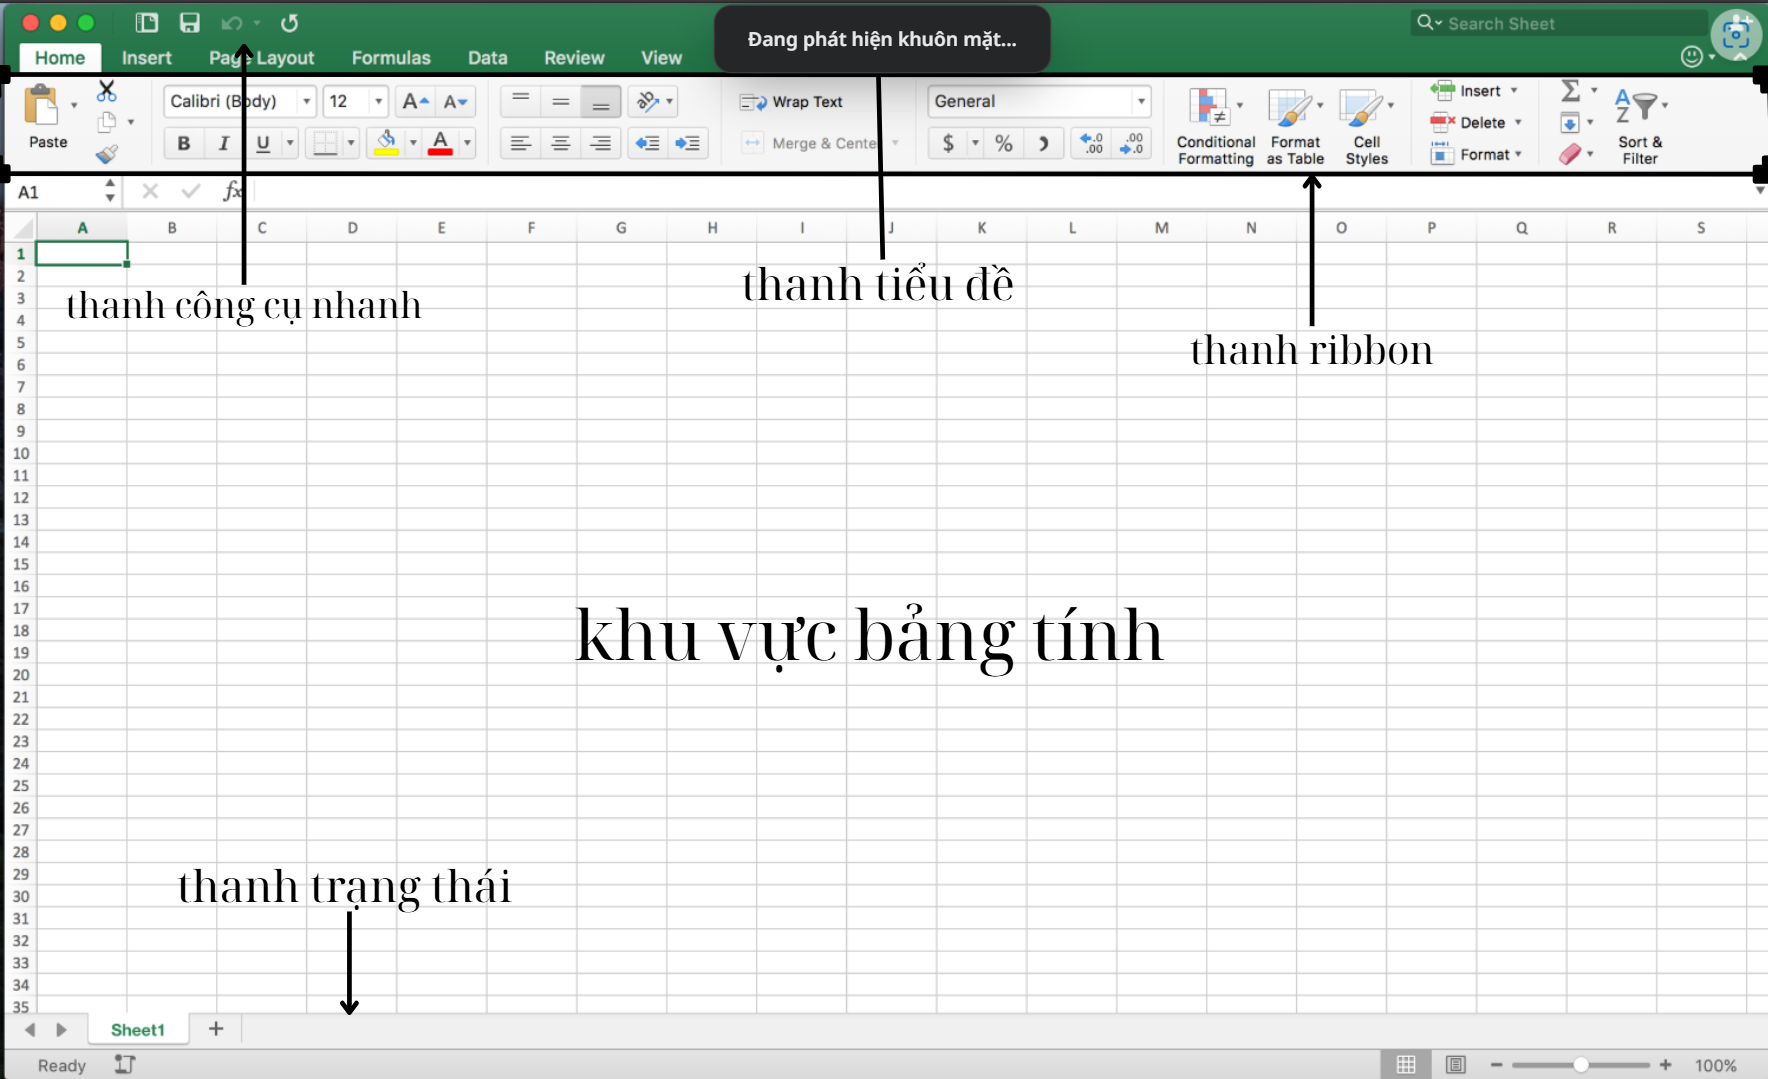 Đang phát hiện khuôn mặt...
Search Sheet
Home Insert Page Layout Formulas Data Review View
Calibri (Body) 12 A A Wrap Text General Insert
Paste Delete
B I U A Merge & Cente $ % Conditional Formatting Format as Table Cell Styles Format Sort & Filter
A1 fx
A B C D E F G H I J K L M N O P Q R S
1
2
thanh tiểu đề
3
thanh công cụ nhanh
4
5
thanh ribbon
6
7
8
9
10
11
12
13
14
15
16
17
18
khu vực bảng tính
19
20
21
22
23
24
25
26
27
28
29
thanh trạng thái
30
31
32
33
34
35
Sheet1 +
Ready 100%